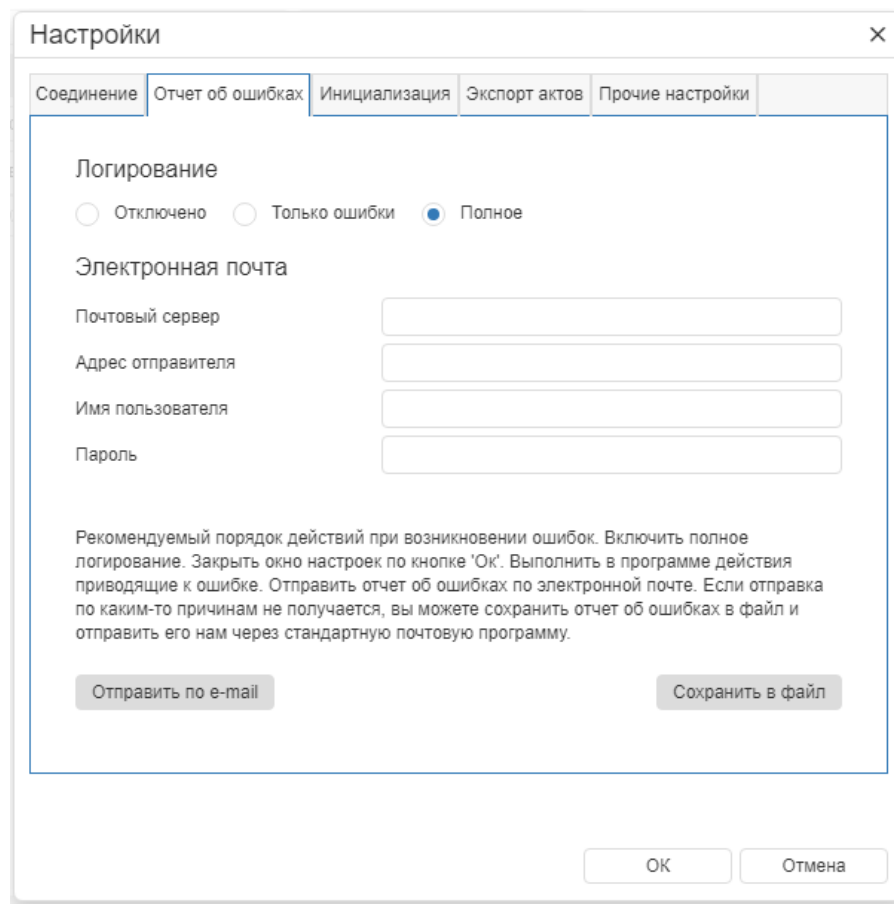 Настройки
Соединение Отчет об ошибках Инициализация Экспорт актов Прочие настройки
Логирование
Отключено Только ошибки Полное
Электронная почта
Почтовый сервер
Адрес отправителя
Имя пользователя
Пароль
Рекомендуемый порядок действий при возникновении ошибок. Включить полное
логирование. Закрыть окно настроек по кнопке 'Ок'. Выполнить в программе действия
приводящие к ошибке. Отправить отчет об ошибках по электронной почте. Если отправка
по каким-то причинам не получается, вы можете сохранить отчет об ошибках в файл и
отправить его нам через стандартную почтовую программу.
Отправить по e-mail Сохранить в файл
ОК Отмена